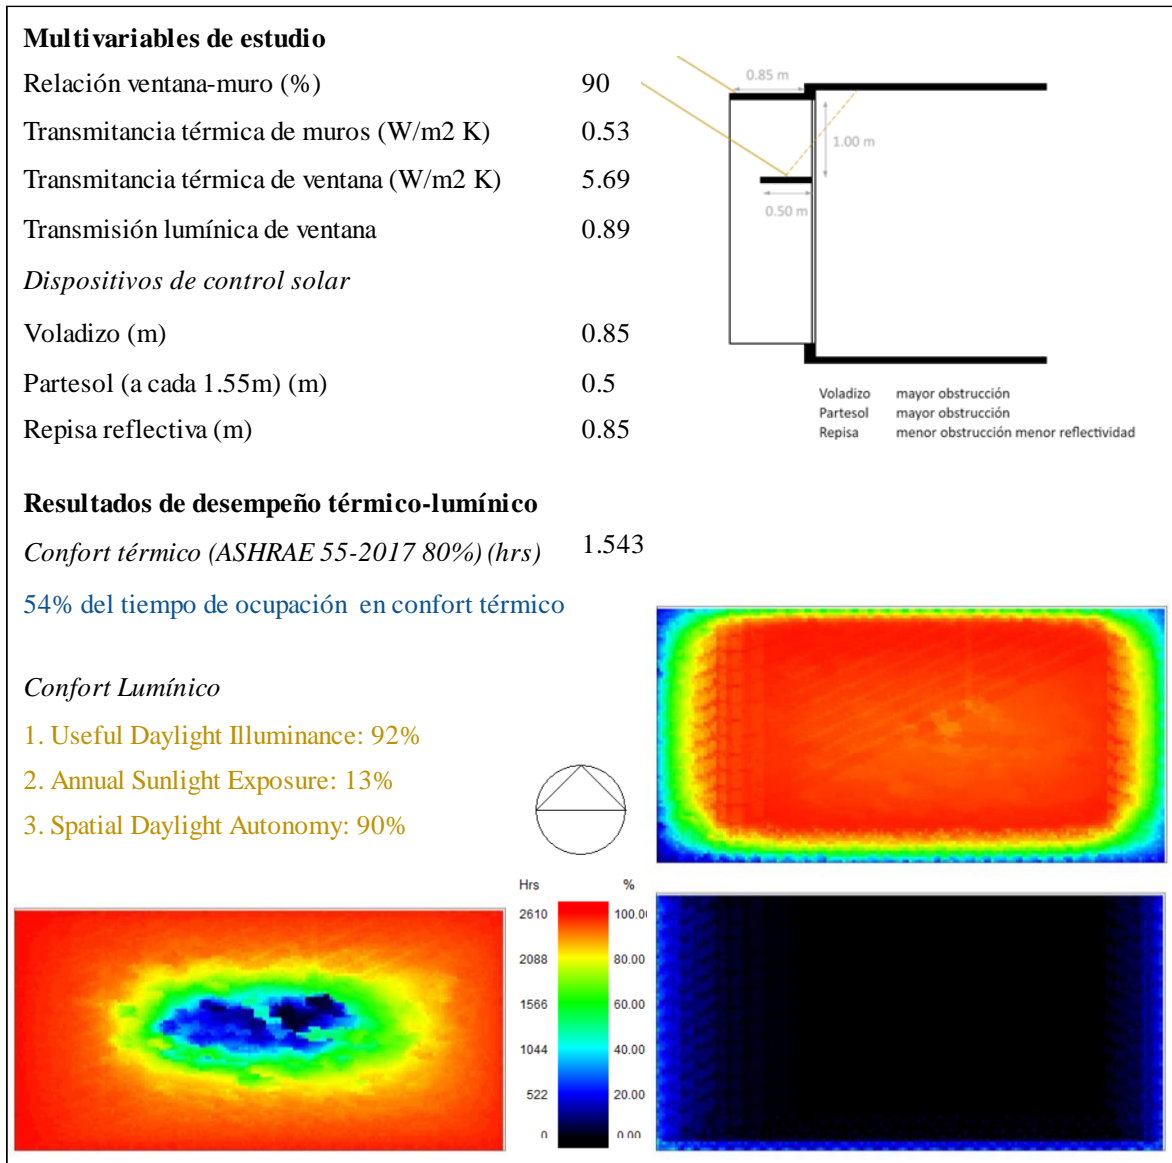 Multivariables de estudio
Relación ventana-muro (%) 90
Transmitancia térmica de muros (W/m2 K) 0.53
Transmitancia térmica de ventana (W/m2 K) 5.69
Transmisión lumínica de ventana 0.89
Dispositivos de control solar
Voladizo (m) 0.85
Partesol (a cada 1.55m) (m) 0.5
Repisa reflectiva (m) 0.85
0.85 m
1.00 m
0.50 m
Voladizo mayor obstrucción
Partesol mayor obstrucción
Repisa menor obstrucción menor reflectividad
Resultados de desempeño térmico-lumínico
Confort térmico (ASHRAE 55-2017 80%) (hrs) 1.543
54% del tiempo de ocupación en confort térmico
Confort Lumínico
1. Useful Daylight Illuminance: 92%
2. Annual Sunlight Exposure: 13%
3. Spatial Daylight Autonomy: 90%
Hrs %
2610 100.0
2088 80.00
1566 60.00
1044 40.00
522 20.00
0 0.00